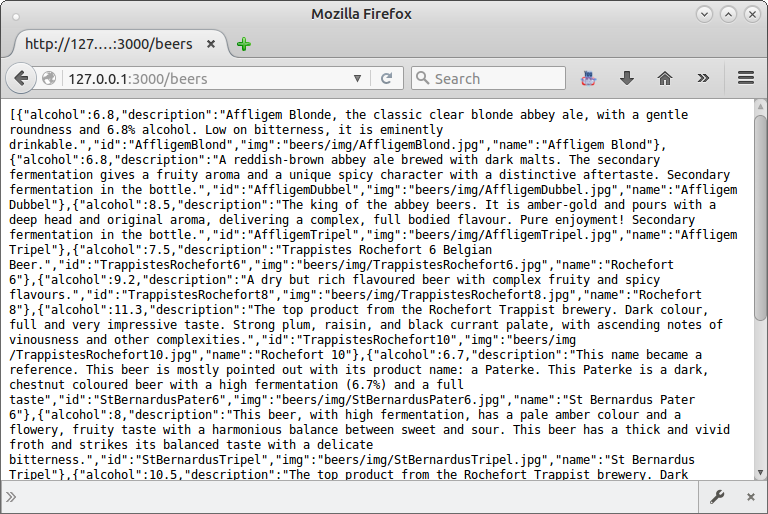 Mozilla Firefox
http://127....:3000/beers
127.0.0.1:3000/beers
Search
[{"alcohol":6.8,"description":"Affligem Blonde, the classic clear blonde abbey ale, with a gentle
roundness and 6.8% alcohol. Low on bitterness, it is eminently
drinkable.","id":"AffligemBlond","img":"beers/img/AffligemBlond.jpg","name":"Affligem Blond"},
{"alcohol":6.8,"description":"A reddish-brown abbey ale brewed with dark malts. The secondary
fermentation gives a fruity aroma and a unique spicy character with a distinctive aftertaste. Secondary
fermentation in the bottle.","id":"AffligemDubbel","img":"beers/img/AffligemDubbel.jpg","name":"Affligem
Dubbel"},{"alcohol":8.5,"description":"The king of the abbey beers. It is amber-gold and pours with a
deep head and original aroma, delivering a complex, full bodied flavour. Pure enjoyment! Secondary
fermentation in the bottle.","id":"AffligemTripel","img":"beers/img/AffligemTripel.jpg","name":"Affligem
Tripel"},{"alcohol":7.5,"description":"Trappistes Rochefort 6 Belgian
Beer.","id":"TrappistesRochefort6","img":"beers/img/TrappistesRochefort6.jpg","name":"Rochefort
6"},{"alcohol":9.2,"description":"A dry but rich flavoured beer with complex fruity and spicy
flavours.","id":"TrappistesRochefort8","img":"beers/img/TrappistesRochefort8.jpg","name":"Rochefort
8"},{"alcohol":11.3,"description":"The top product from the Rochefort Trappist brewery. Dark colour,
full and very impressive taste. Strong plum, raisin, and black currant palate, with ascending notes of
vinousness and other complexities.","id":"TrappistesRochefort10","img":"beers/img
/TrappistesRochefort10.jpg","name":"Rochefort 10"},{"alcohol":6.7,"description":"This name became a
reference. This beer is mostly pointed out with its product name: a Paterke. This Paterke is a dark,
chestnut coloured beer with a high fermentation (6.7%) and a full
taste","id":"StBernardusPater6","img":"beers/img/StBernardusPater6.jpg","name":"St Bernardus Pater
6"},{"alcohol":8,"description":"This beer, with high fermentation, has a pale amber colour and a
flowery, fruity taste with a harmonious balance between sweet and sour. This beer has a thick and vivid
froth and strikes its balanced taste with a delicate
bitterness.","id":"StBernardusTripel","img":"beers/img/StBernardusTripel.jpg","name":"St Bernardus
Tripel"},{"alcohol":10.5,"description":"The top product from the Rochefort Trappist brewery. Dark